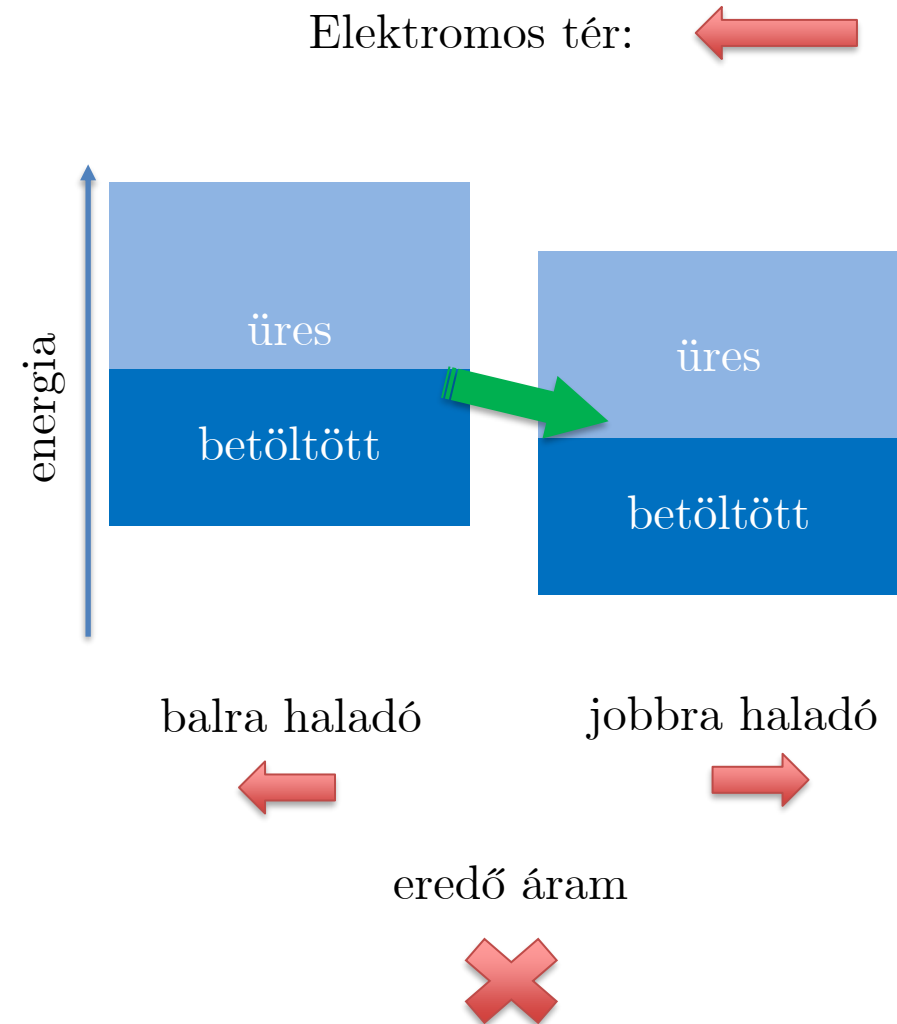 Elektromos tér:
energia
üres
betöltött
üres
betöltött
balra haladó
jobbra haladó
eredő áram